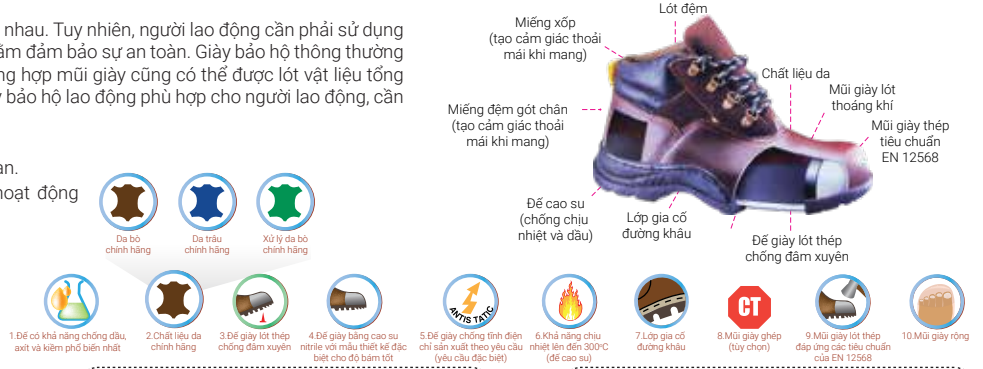 nhau. Tuy nhiên, người lao động cần phải sử dụng
ằm đảm bảo sự an toàn. Giày bảo hộ thông thường
ng hợp mũi giày cũng có thể được lót vật liệu tổng
y bảo hộ lao động phù hợp cho người lao động, cần
an.
hoạt động
Lót đệm
Miếng xốp
(tạo cảm giác thoải
mái khi mang)
Chất liệu da
Mũi giày lót
thoáng khí
Miếng đệm gót chân
(tạo cảm giác thoải
mái khi mang)
Mũi giày thép
tiêu chuẩn
EN 12568
Đế cao su
(chống chịu
nhiệt và dầu)
Lớp gia cố
đường khâu
Đế giày lót thép
chống đâm xuyên
Da bò
chính hãng
Da trâu
chính hãng
Xử lý da bò
chính hãng
1.Đế có khả năng chống dầu,
axit và kiềm phổ biến nhất
2.Chất liệu da
chính hãng
3.Đế giày lót thép
chống đâm xuyên
4.Đế giày bằng cao su
nitrile với mẫu thiết kế đặc
biệt cho độ bám tốt
ANTIS TATIC
5.Đế giày chống tĩnh điện
chỉ sản xuất theo yêu cầu
(yêu cầu đặc biệt)
6.Khả năng chịu
nhiệt lên đến 300ºC
(đế cao su)
7.Lớp gia cố
đường khâu
CT
8.Mũi giày ghép
(tùy chọn)
9.Mũi giày lót thép
đáp ứng các tiêu chuẩn
của EN 12568
10.Mũi giày rộng